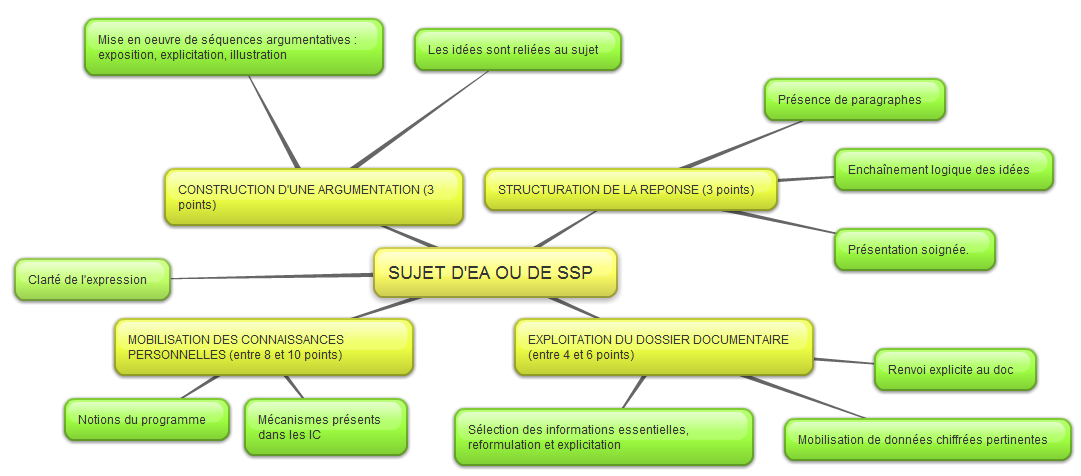 Mise en oeuvre de séquences argumentatives :
exposition, explicitation, illustration
Les idées sont reliées au sujet
Présence de paragraphes
Enchaînement logique des idées
Présentation soignée.
CONSTRUCTION D'UNE ARGUMENTATION (3
points)
STRUCTURATION DE LA REPONSE (3 points)
SUJET D'EA OU DE SSP
Clarté de l'expression
MOBILISATION DES CONNAISSANCES
PERSONNELLES (entre 8 et 10 points)
EXPLOITATION DU DOSSIER DOCUMENTAIRE
(entre 4 et 6 points)
Renvoi explicite au doc
Notions du programme
Mécanismes présents
dans les IC
Sélection des informations essentielles,
reformulation et explicitation
Mobilisation de données chiffrées pertinentes